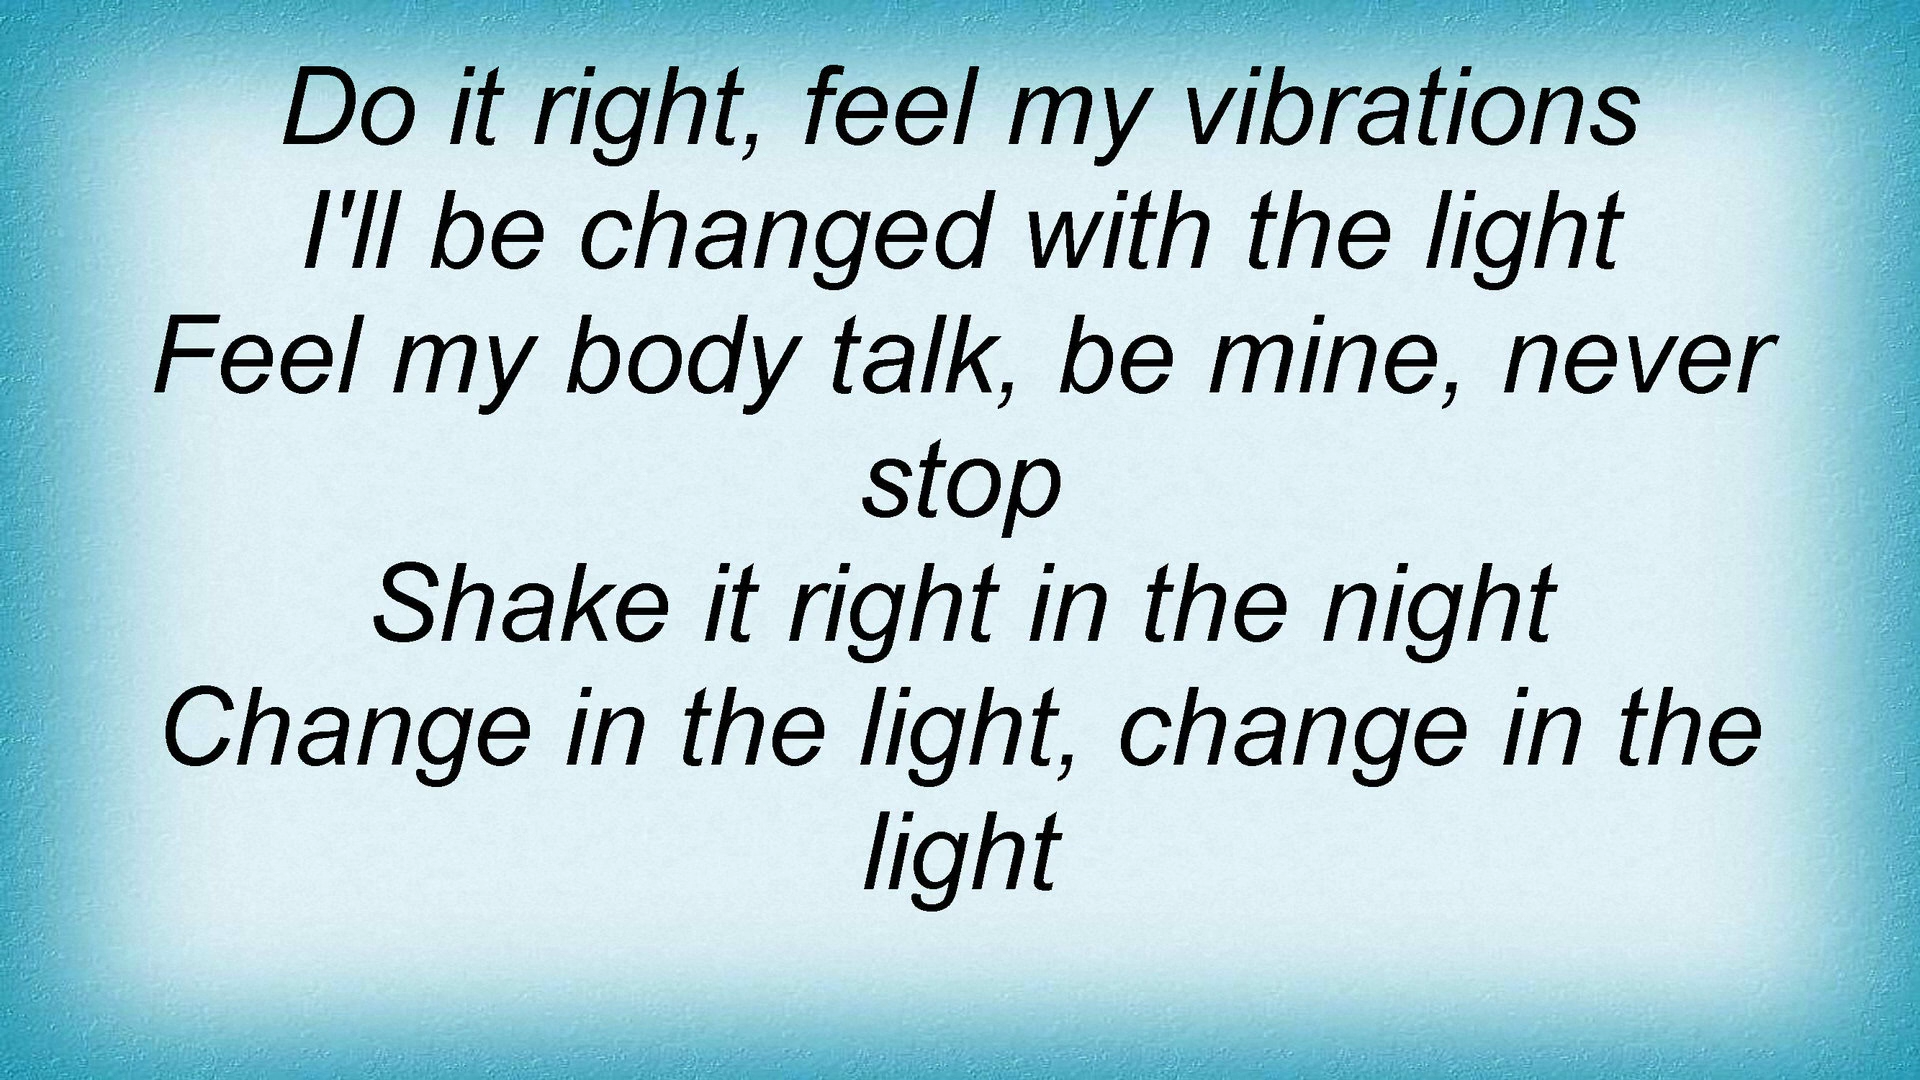 Do it right, feel my vibrations
I'll be changed with the light
Feel my body talk, be mine, never
stop
Shake it right in the night
Change in the light, change in the
light